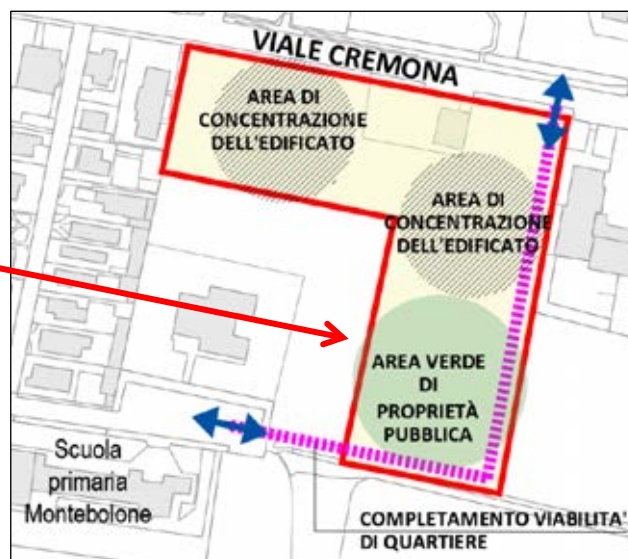 VIALE CREMONA
AREA DI
CONCENTRAZIONE
DELL'EDIFICATO
AREA DI
CONCENTRAZIONE
DELL'EDIFICATO
AREA VERDE
DI
PROPRIETÀ
PUBBLICA
Scuola
primaria
Montebolone
COMPLETAMENTO VIABILITA'
DI QUARTIERE